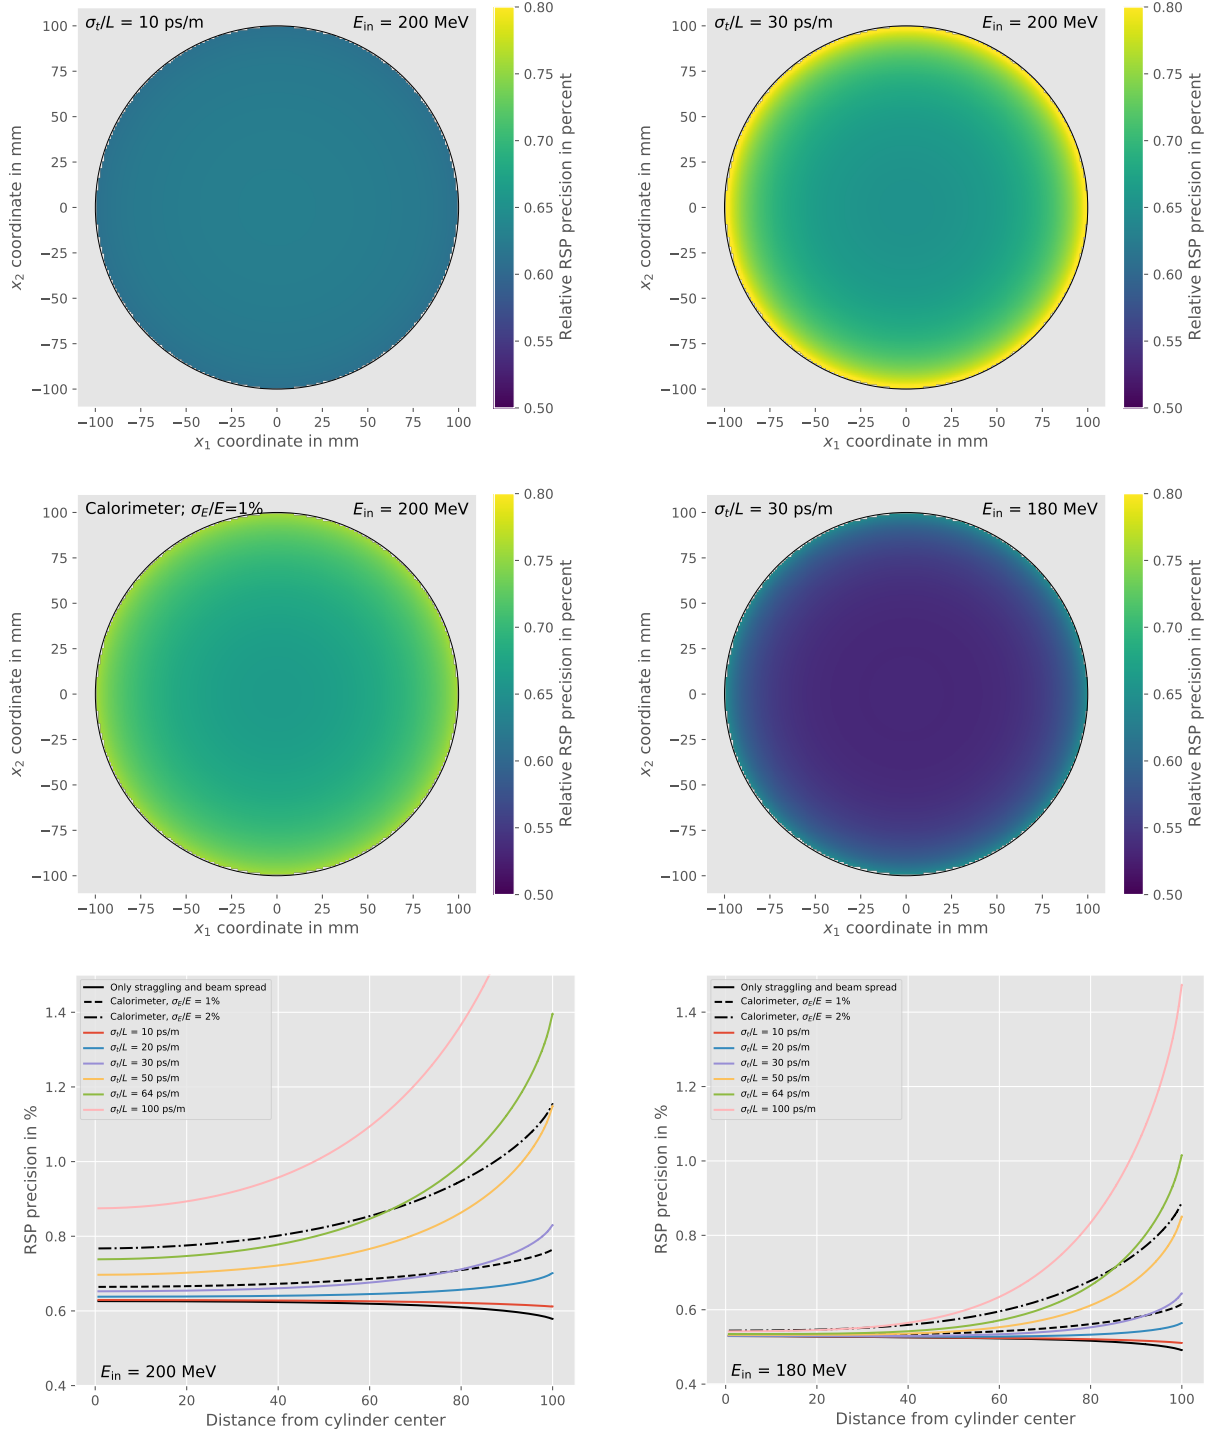 σt/L = 10 ps/m
Ein = 200 MeV
100
75
50
25
0
−25
−50
−75
−100
x2 coordinate in mm
−100 −75 −50 −25 0 25 50 75 100
x1 coordinate in mm
0.80
0.75
0.70
0.65
0.60
0.55
0.50
Relative RSP precision in percent
σt/L = 30 ps/m
Ein = 200 MeV
100
75
50
25
0
−25
−50
−75
−100
x2 coordinate in mm
−100 −75 −50 −25 0 25 50 75 100
x1 coordinate in mm
0.80
0.75
0.70
0.65
0.60
0.55
0.50
Relative RSP precision in percent
Calorimeter; σE/E=1%
Ein = 200 MeV
100
75
50
25
0
−25
−50
−75
−100
x2 coordinate in mm
−100 −75 −50 −25 0 25 50 75 100
x1 coordinate in mm
0.80
0.75
0.70
0.65
0.60
0.55
0.50
Relative RSP precision in percent
σt/L = 30 ps/m
Ein = 180 MeV
100
75
50
25
0
−25
−50
−75
−100
x2 coordinate in mm
−100 −75 −50 −25 0 25 50 75 100
x1 coordinate in mm
0.80
0.75
0.70
0.65
0.60
0.55
0.50
Relative RSP precision in percent
Only straggling and beam spread
Calorimeter, σE/E = 1%
Calorimeter, σE/E = 2%
σt/L = 10 ps/m
σt/L = 20 ps/m
σt/L = 30 ps/m
σt/L = 50 ps/m
σt/L = 64 ps/m
σt/L = 100 ps/m
1.4
1.2
1.0
0.8
0.6
0.4
RSP precision in %
Ein = 200 MeV
0 20 40 60 80 100
Distance from cylinder center
Only straggling and beam spread
Calorimeter, σE/E = 1%
Calorimeter, σE/E = 2%
σt/L = 10 ps/m
σt/L = 20 ps/m
σt/L = 30 ps/m
σt/L = 50 ps/m
σt/L = 64 ps/m
σt/L = 100 ps/m
1.4
1.2
1.0
0.8
0.6
0.4
RSP precision in %
Ein = 180 MeV
0 20 40 60 80 100
Distance from cylinder center